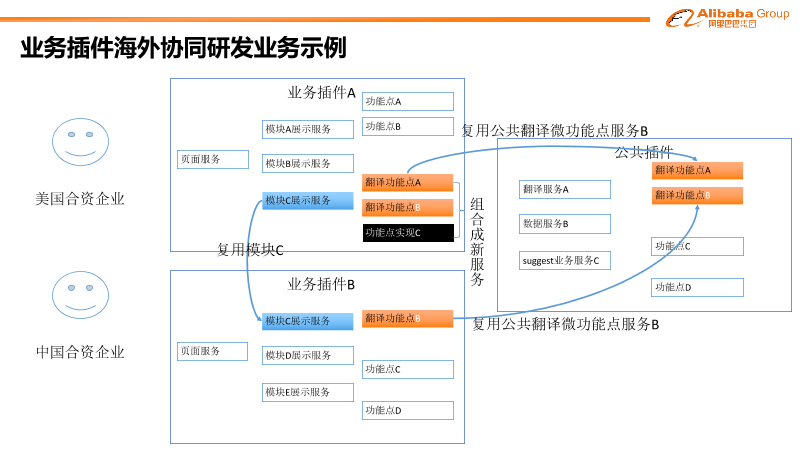 Alibaba Group
阿里巴巴集团
业务插件海外协同研发业务示例
美国合资企业
中国合资企业
业务插件A
页面服务
模块A展示服务
模块B展示服务
模块C展示服务
功能点A
功能点B
翻译功能点A
翻译功能点B
功能点实现C
组合成新服务
复用模块C
业务插件B
页面服务
模块C展示服务
模块D展示服务
模块E展示服务
翻译功能点B
功能点C
功能点D
复用公共翻译微功能点服务B
公共插件
翻译服务A
数据服务B
suggest业务服务C
翻译功能点A
翻译功能点B
功能点C
功能点D
复用公共翻译微功能点服务B